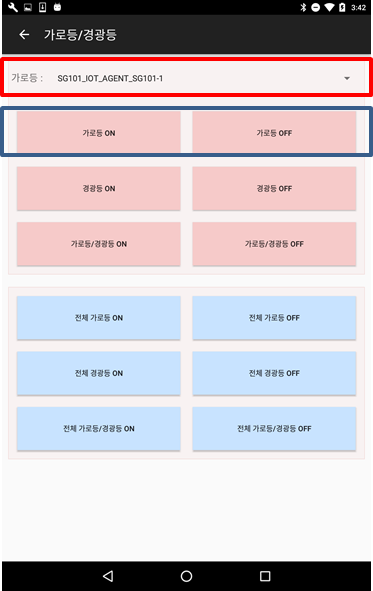 3:42
가로등/경광등
가로등 : SG101_IOT_AGENT_SG101-1
가로등 ON 가로등 OFF
경광등 ON 경광등 OFF
가로등/경광등 ON 가로등/경광등 OFF
전체 가로등 ON 전체 가로등 OFF
전체 경광등 ON 전체 경광등 OFF
전체 가로등/경광등 ON 전체 가로등/경광등 OFF